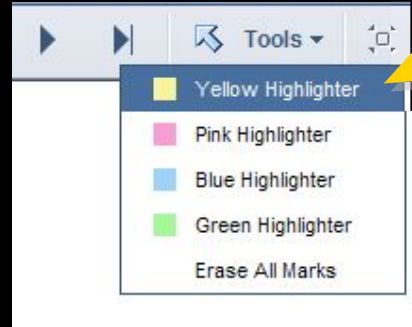 Tools
Yellow Highlighter
Pink Highlighter
Blue Highlighter
Green Highlighter
Erase All Marks